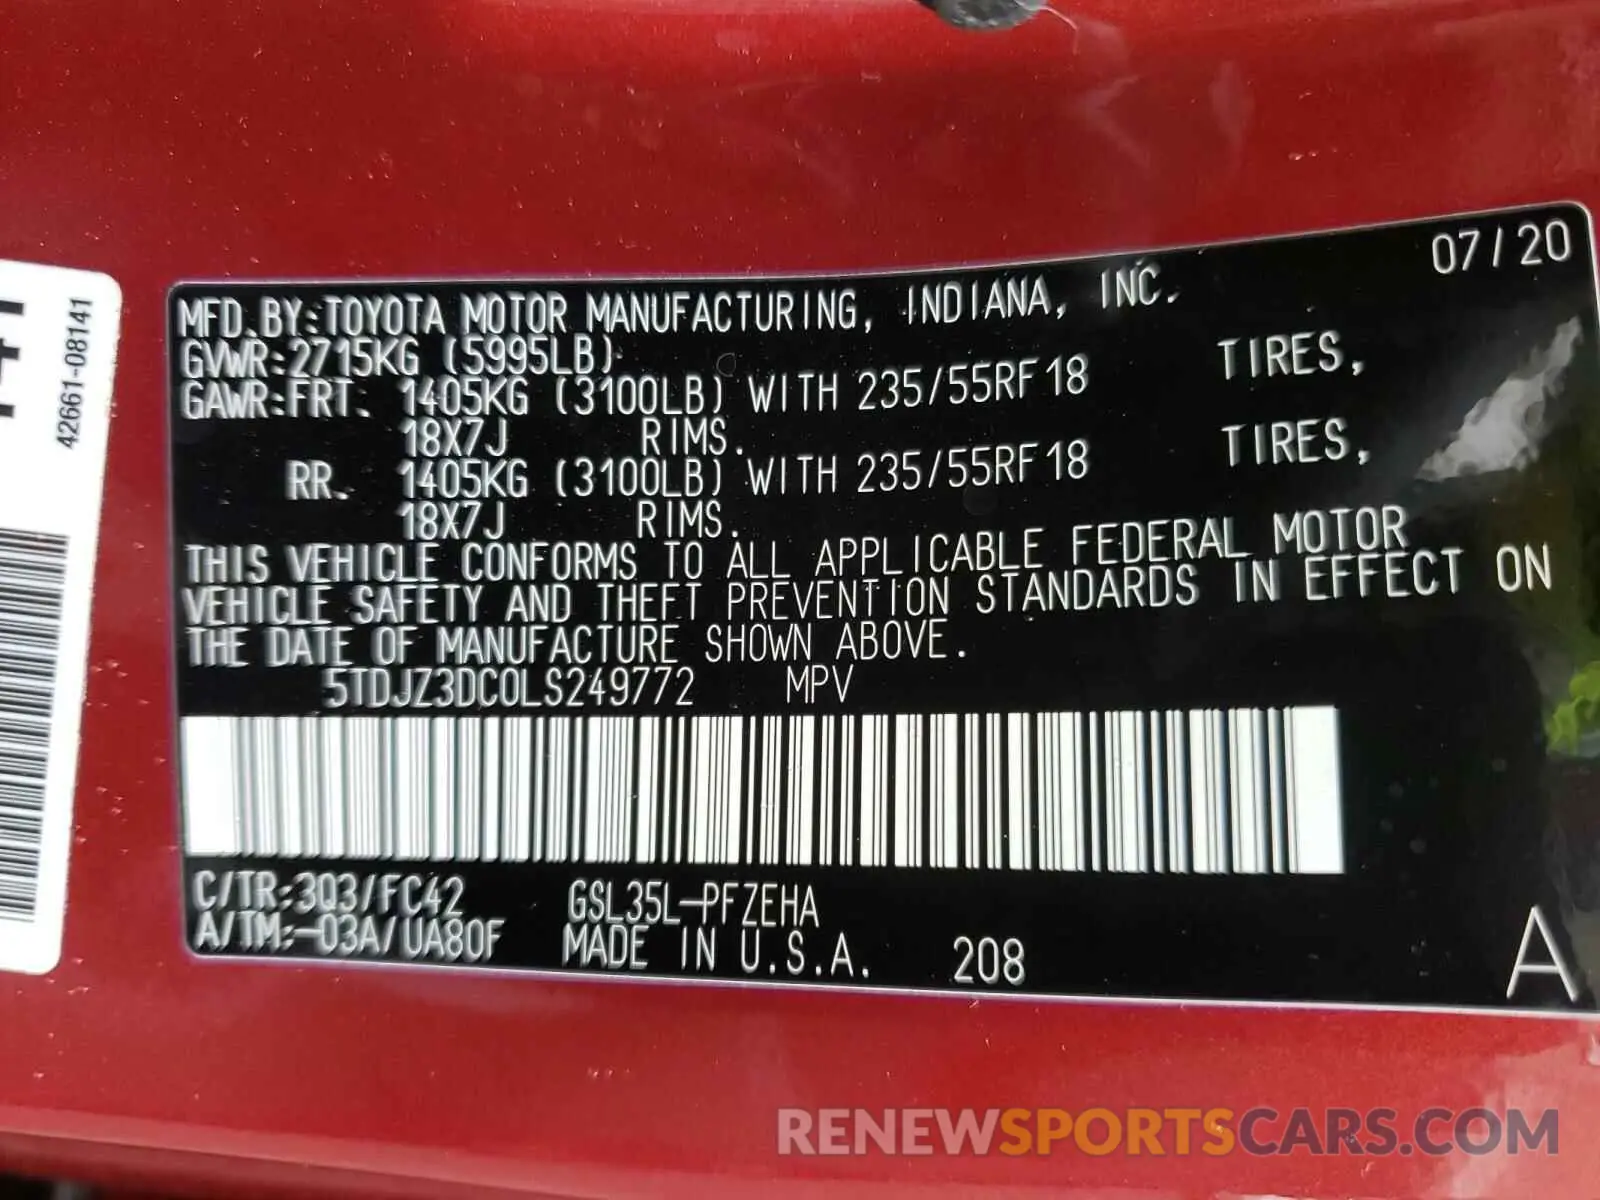 07/20
MFD.BY:TOYOTA MOTOR MANUFACTURING, INDIANA, INC.
GVWR:2715KG (5995LB)
GAWR:FRT. 1405KG (3100LB) WITH 235/55RF18 TIRES,
18X7J RIMS.
RR. 1405KG (3100LB) WITH 235/55RF18 TIRES,
18X7J RIMS.
THIS VEHICLE CONFORMS TO ALL APPLICABLE FEDERAL MOTOR
VEHICLE SAFETY AND THEFT PREVENTION STANDARDS IN EFFECT ON
THE DATE OF MANUFACTURE SHOWN ABOVE.
5TDJZ3DC0LS249772 MPV
C/TR:3Q3/FC42 GSL35L-PFZEHA
A/TM:-03A/UA80F MADE IN U.S.A. 208
A
42661-08141
RENEWSPORTSCARS.COM